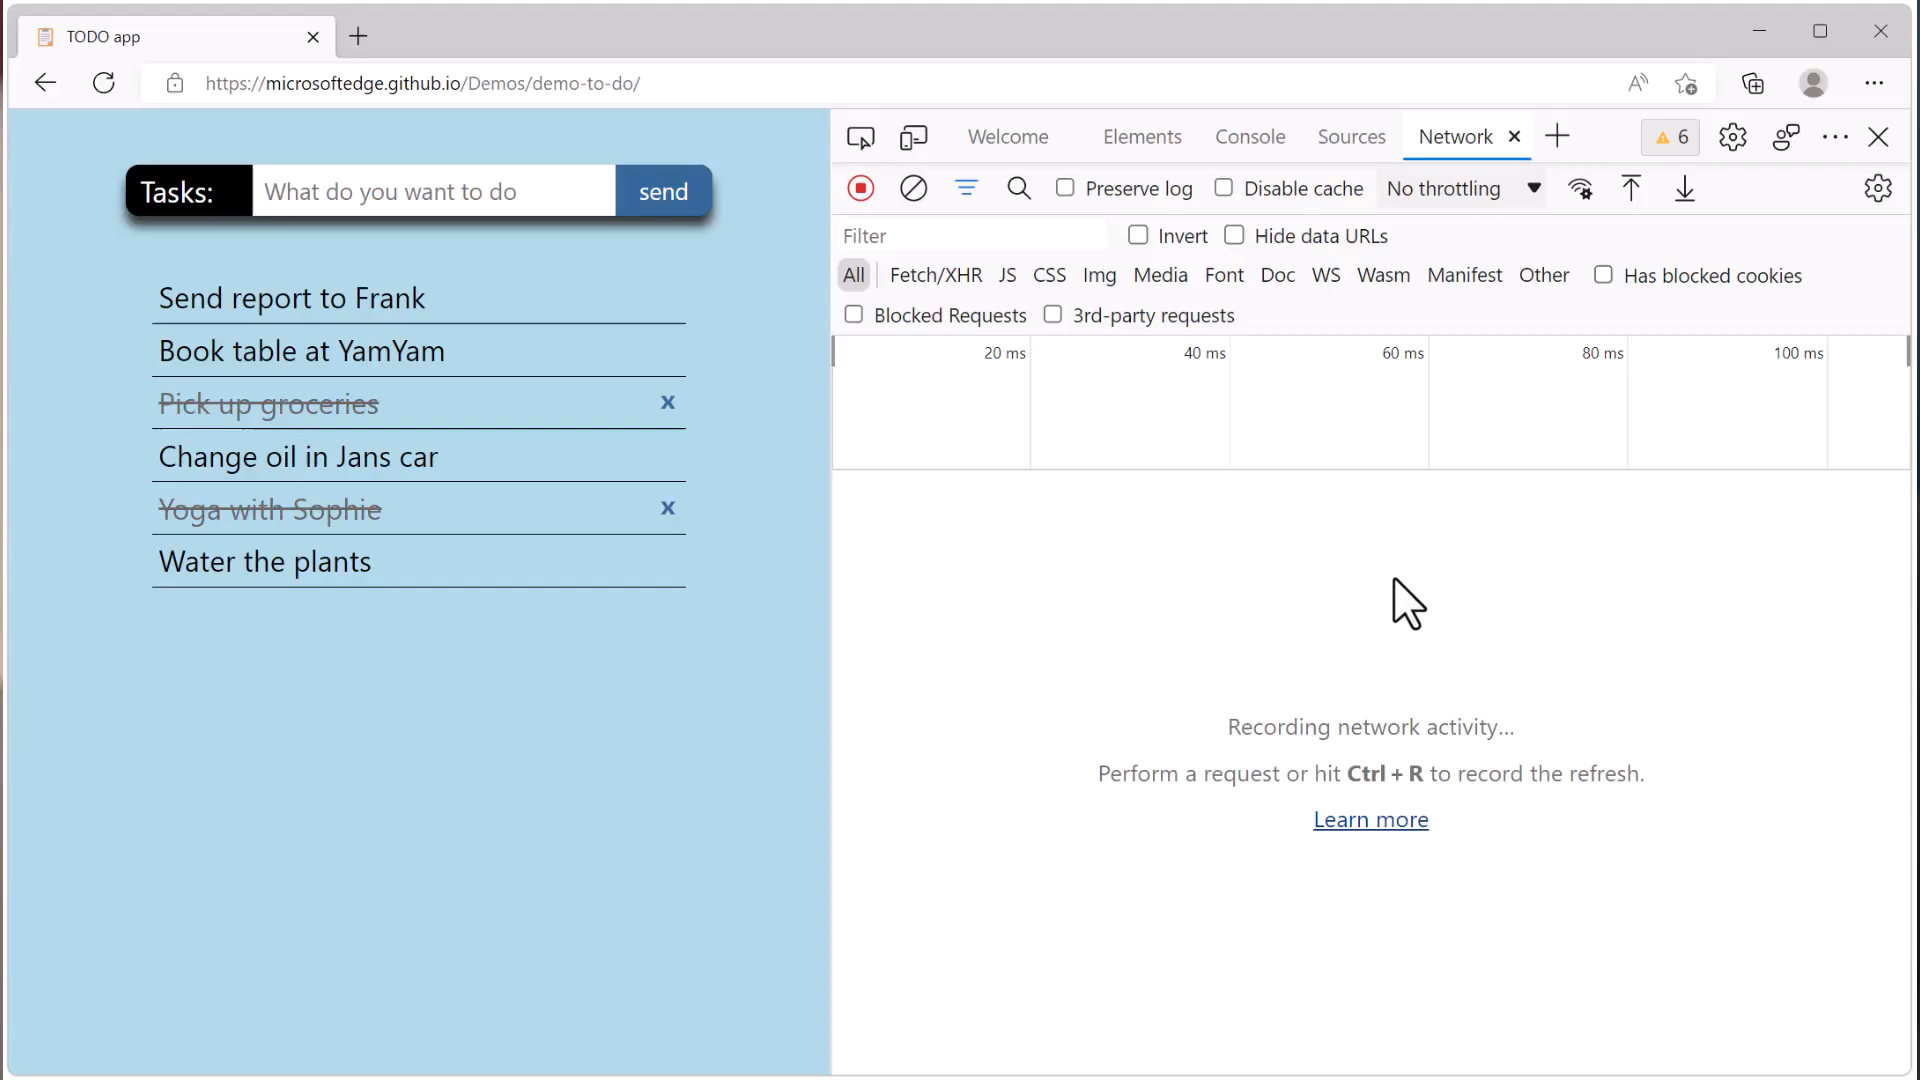 TODO app
https://microsoftedge.github.io/Demos/demo-to-do/
Tasks: What do you want to do send
Send report to Frank
Book table at YamYam
Pick up groceries x
Change oil in Jans car
Yoga with Sophie x
Water the plants
Welcome Elements Console Sources Network 6
Preserve log Disable cache No throttling
Filter Invert Hide data URLs
All Fetch/XHR JS CSS Img Media Font Doc WS Wasm Manifest Other Has blocked cookies
Blocked Requests 3rd-party requests
20 ms 40 ms 60 ms 80 ms 100 ms
Recording network activity...
Perform a request or hit Ctrl + R to record the refresh.
Learn more